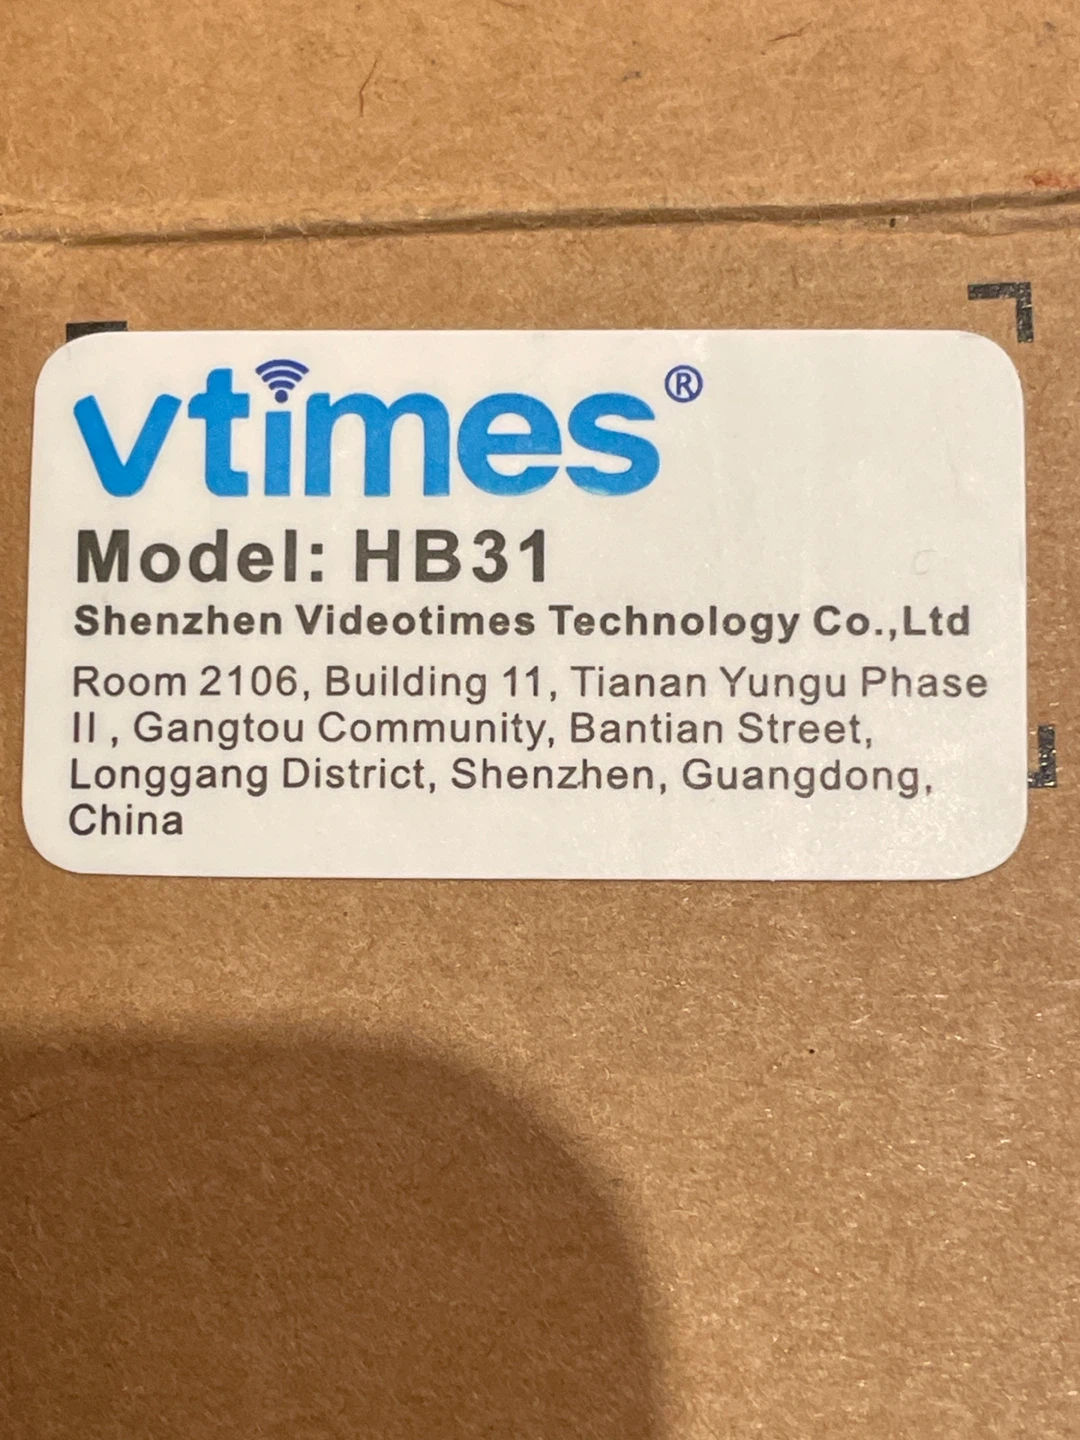 vtimes®
Model: HB31
Shenzhen Videotimes Technology Co.,Ltd
Room 2106, Building 11, Tianan Yungu Phase
II , Gangtou Community, Bantian Street,
Longgang District, Shenzhen, Guangdong,
China